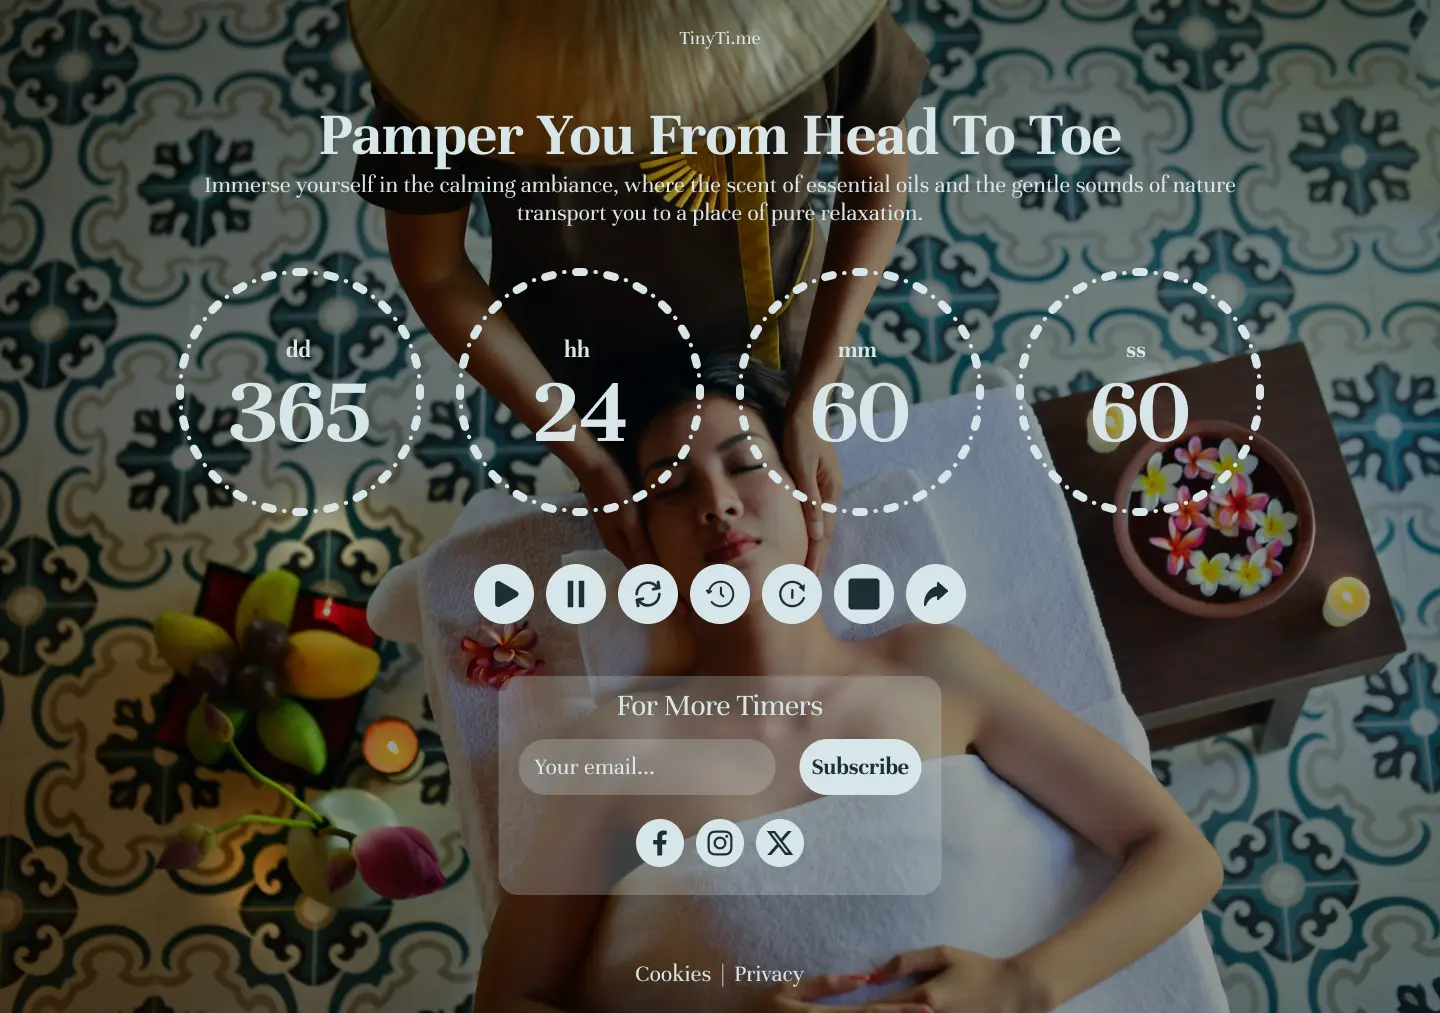 TinyTi.me
Pamper You From Head To Toe
Immerse yourself in the calming ambiance, where the scent of essential oils and the gentle sounds of nature
transport you to a place of pure relaxation.
dd hh mm ss
365 24 60 60
For More Timers
Your email... Subscribe
Cookies | Privacy